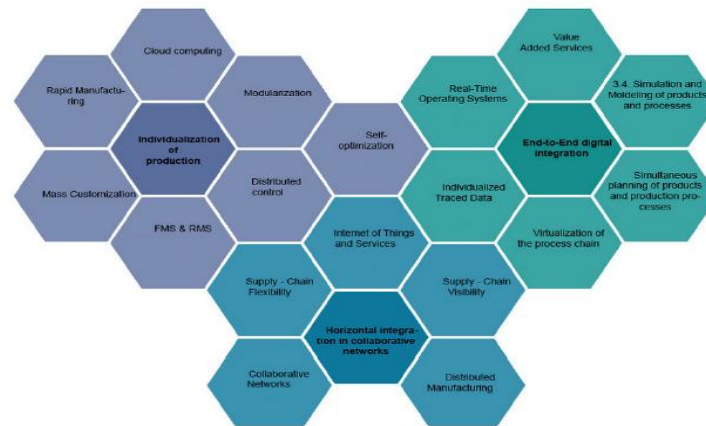 Cloud computing
Rapid Manufactu-
ring
Modularization
Individualization
of
production
Self-
optimization
Mass Customization
Distributed
control
FMS & RMS
Value
Added Services
Real-Time
Operating Systems
3.4. Simulation and
Moldeling of products
and processes
End-to-End digital
integration
Individualized
Traced Data
Simultaneous
planning of products
and production pro-
cesses
Virtualization of
the process chain
Internet of Things
and Services
Supply - Chain
Flexibility
Supply - Chain
Visibility
Horizontal integra-
tion in collaborative
networks
Collaborative
Networks
Distributed
Manufacturing